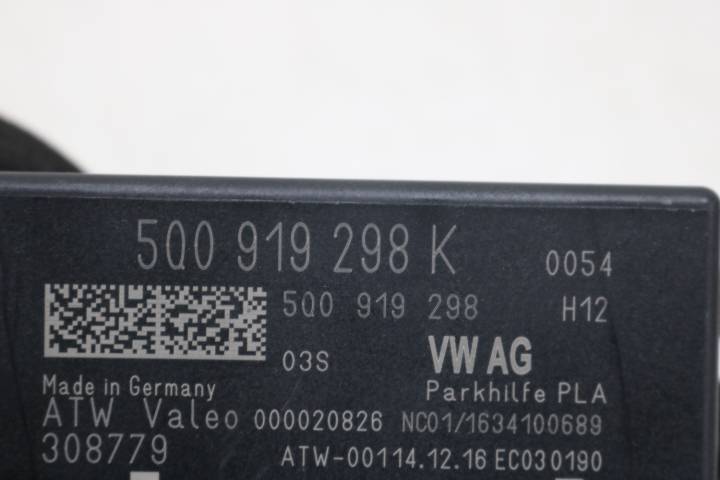 5Q0 919 298 K 0054
5Q0 919 298 H12
03S VW AG
Made in Germany Parkhilfe PLA
ATW Valeo 000020826 NC01/1634100689
308779 ATW-00114.12.16 EC030190